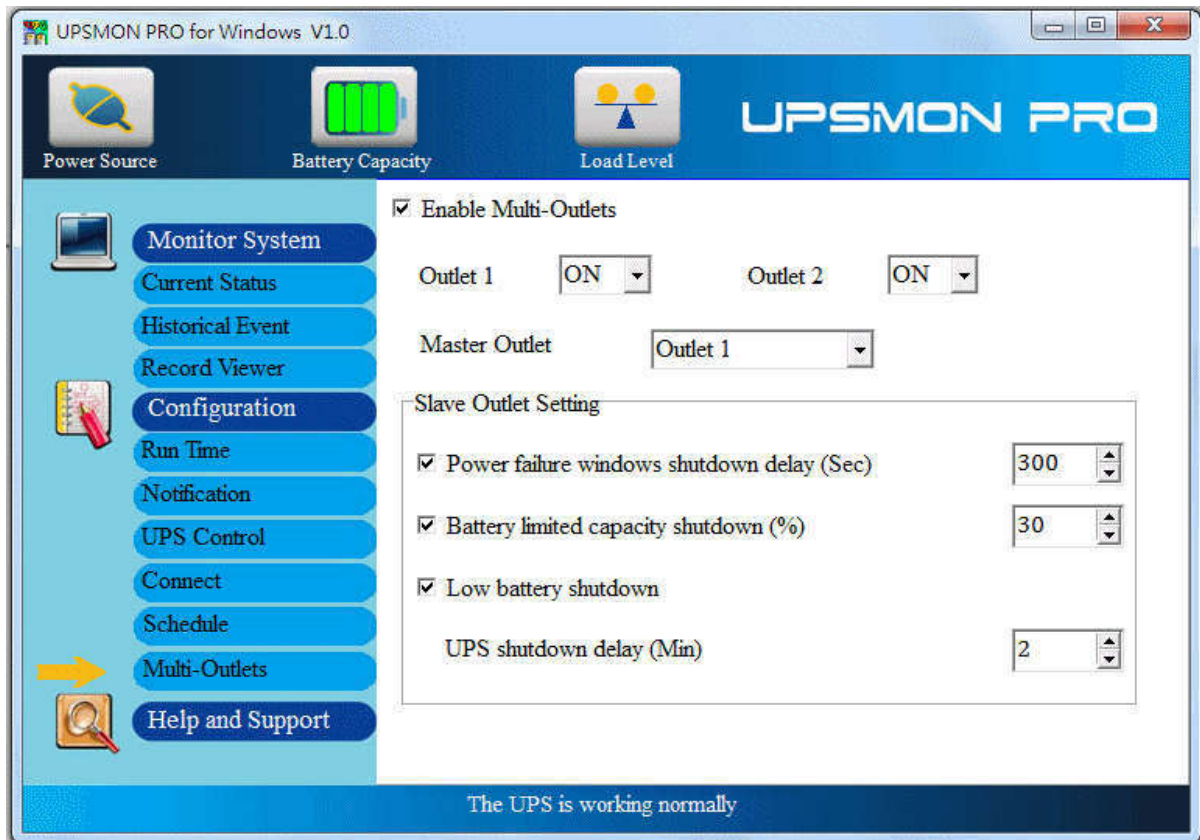 UPSMON PRO for Windows V1.0
Power Source
Battery Capacity
Load Level
UPSMON PRO
Monitor System
Current Status
Historical Event
Record Viewer
Configuration
Run Time
Notification
UPS Control
Connect
Schedule
Multi-Outlets
Help and Support
Enable Multi-Outlets
Outlet 1 ON Outlet 2 ON
Master Outlet Outlet 1
Slave Outlet Setting
Power failure windows shutdown delay (Sec) 300
Battery limited capacity shutdown (%) 30
Low battery shutdown
UPS shutdown delay (Min) 2
The UPS is working normally